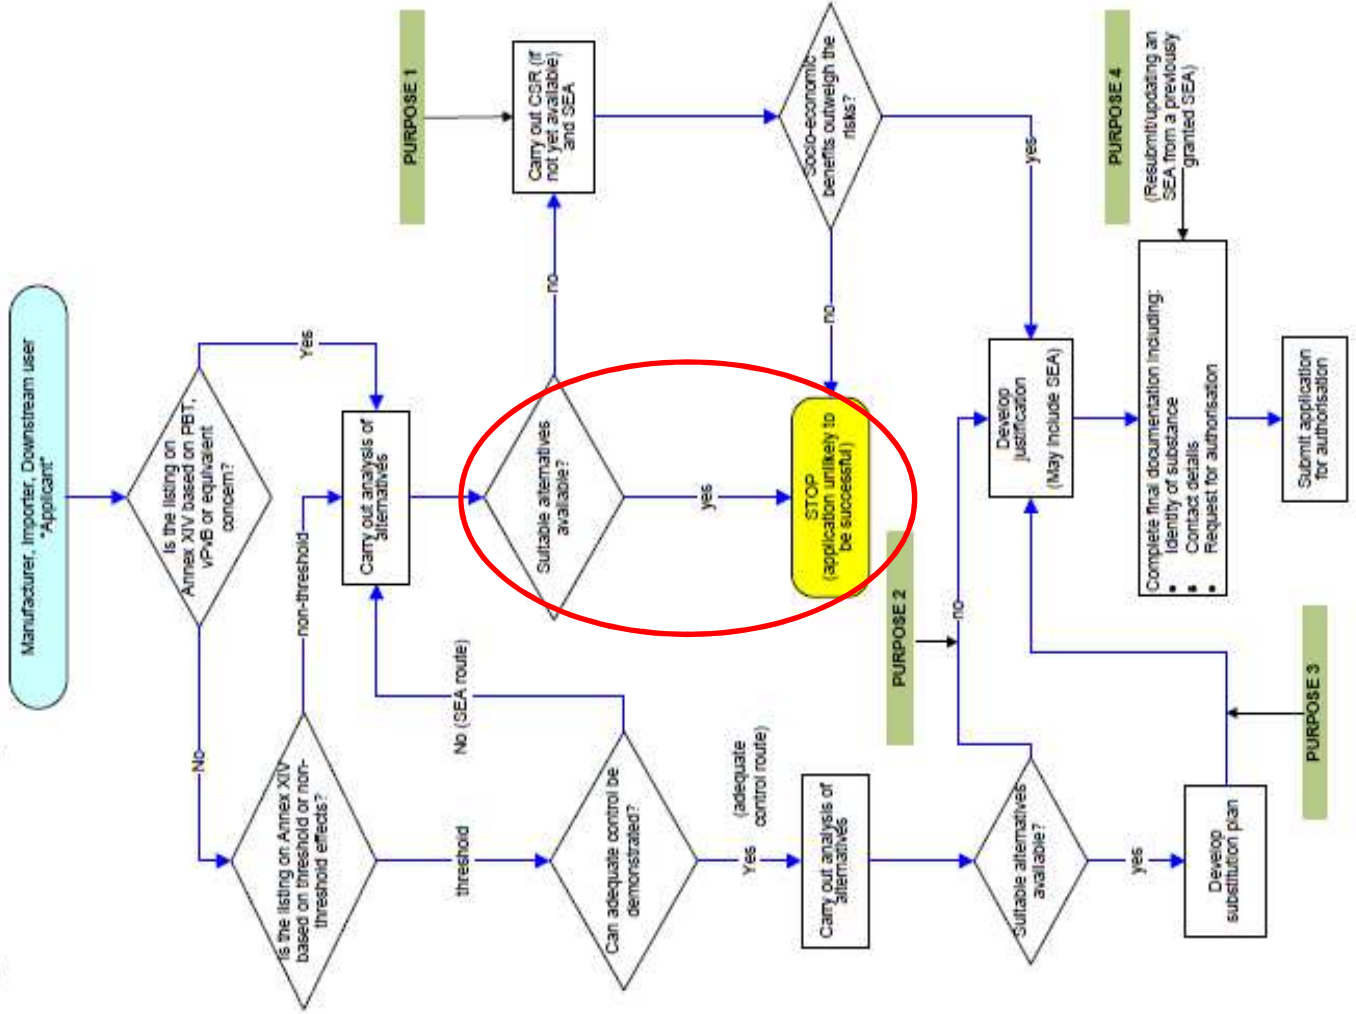 Manufacturer, Importer, Downstream user
"Applicant"
Is the listing on
Annex XIV based on PBT,
vPvB or equivalent
concern?
Yes
No
Is the listing on Annex XIV
based on threshold or non-
threshold effects?
non-threshold
threshold
Carry out analysis of
alternatives
Suitable alternatives
available?
no
yes
PURPOSE 1
Carry out CSR (if
not yet available)
and SEA
Socio-economic
benefits outweigh the
risks?
no
yes
STOP
(application unlikely to
be successful)
No (SEA route)
Can adequate control be
demonstrated?
Yes
(adequate
control route)
Carry out analysis of
alternatives
Suitable alternatives
available?
no
yes
PURPOSE 2
Develop
substitution plan
PURPOSE 3
Develop
justification
(May include SEA)
Complete final documentation including:
• Identity of substance
• Contact details
• Request for authorisation
PURPOSE 4
(Resubmit/updating an
SEA from a previously
granted SEA)
Submit application
for authorisation